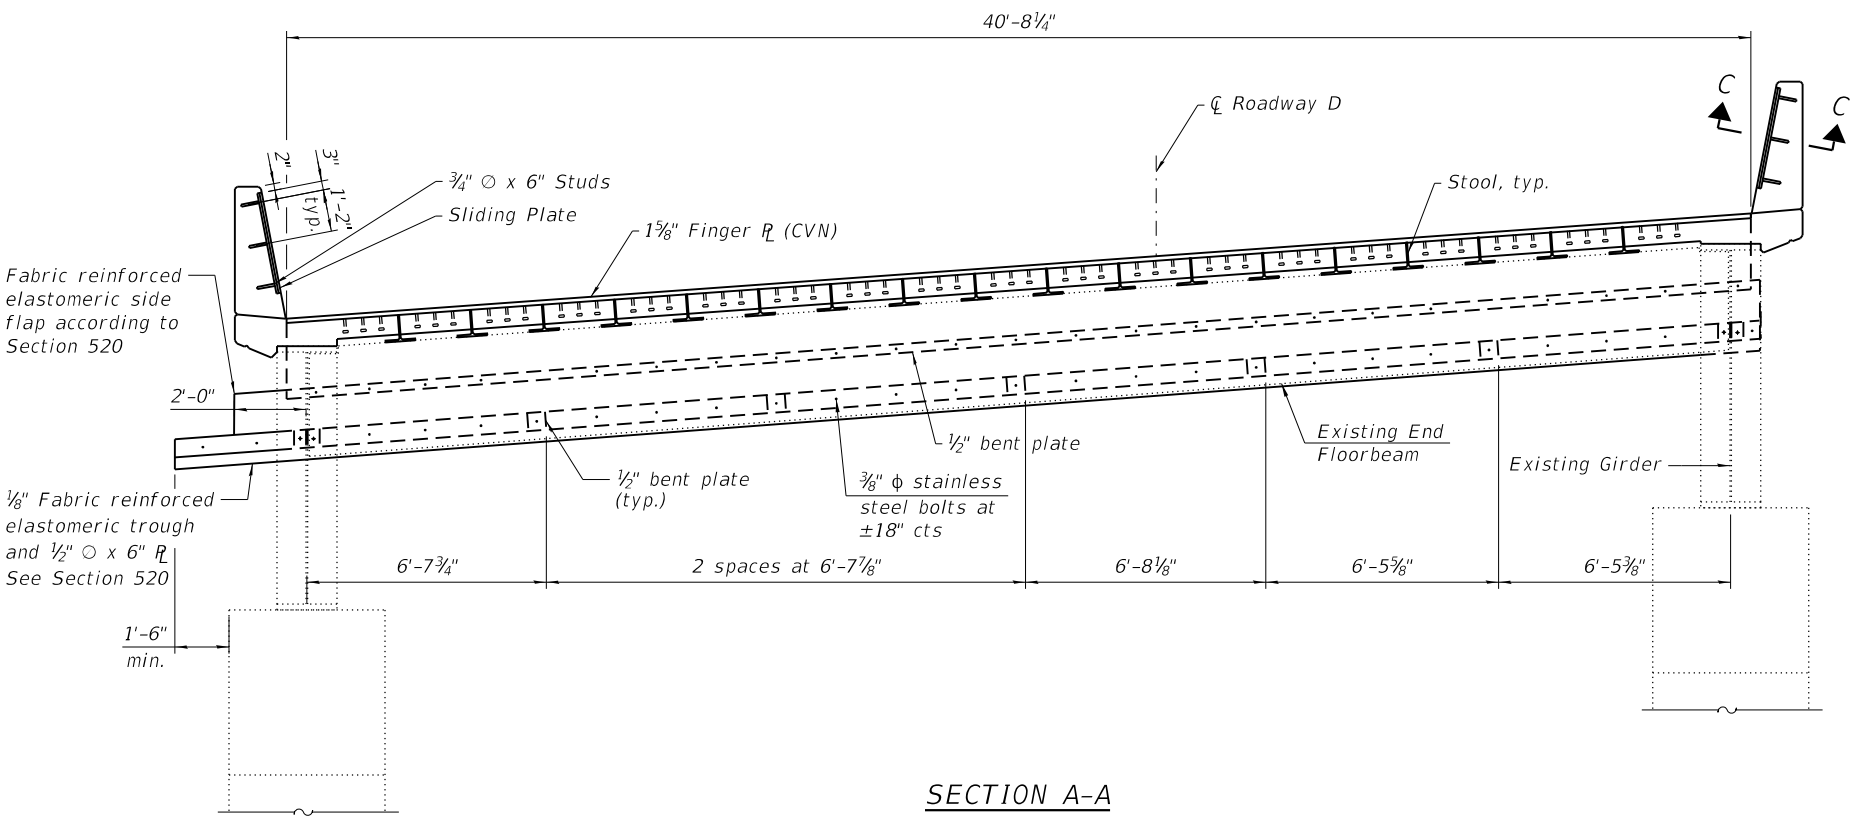 40'-8¼"
C
C
℄ Roadway D
2"
3"
1'-2"
typ.
¾" ∅ x 6" Studs
Sliding Plate
Stool, typ.
1⅝" Finger ⅊ (CVN)
Fabric reinforced
elastomeric side
flap according to
Section 520
2'-0"
½" bent plate
Existing End
Floorbeam
Existing Girder
½" bent plate
(typ.)
⅜" ϕ stainless
steel bolts at
±18" cts
⅛" Fabric reinforced
elastomeric trough
and ½" ∅ x 6" ⅊
See Section 520
6'-7¾"
2 spaces at 6'-7⅞"
6'-8⅛"
6'-5⅝"
6'-5⅜"
1'-6"
min.
SECTION A-A